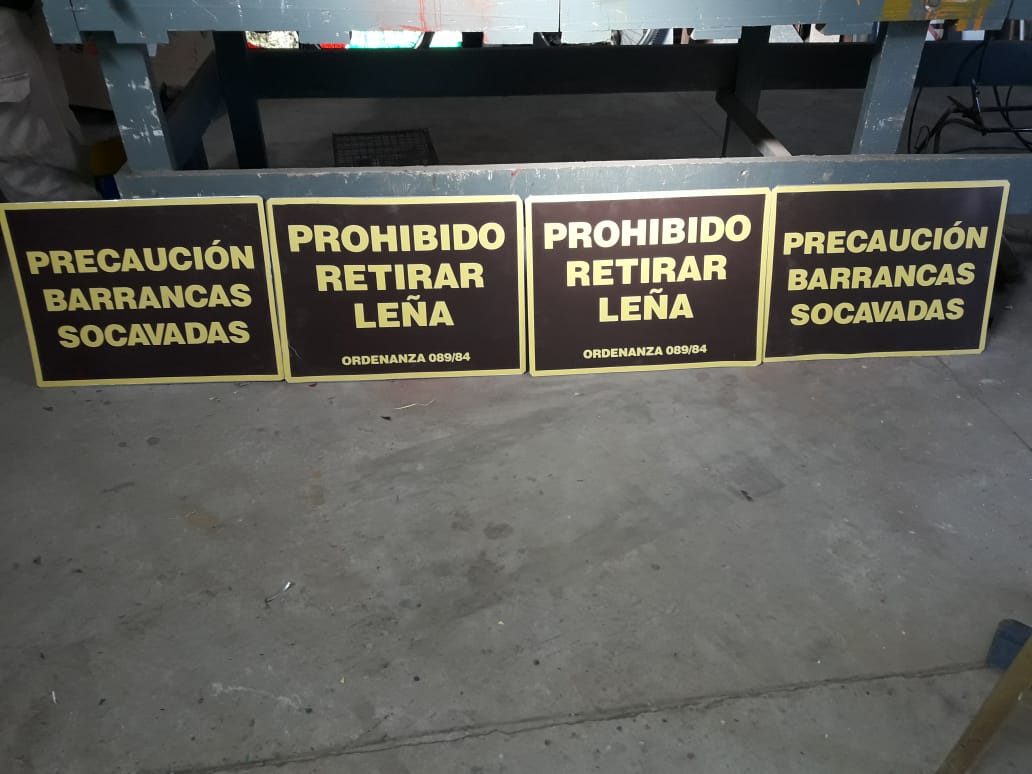 PRECAUCIÓN
BARRANCAS
SOCAVADAS
PROHIBIDO
RETIRAR
LEÑA
ORDENANZA 089/84
PROHIBIDO
RETIRAR
LEÑA
ORDENANZA 089/84
PRECAUCIÓN
BARRANCAS
SOCAVADAS